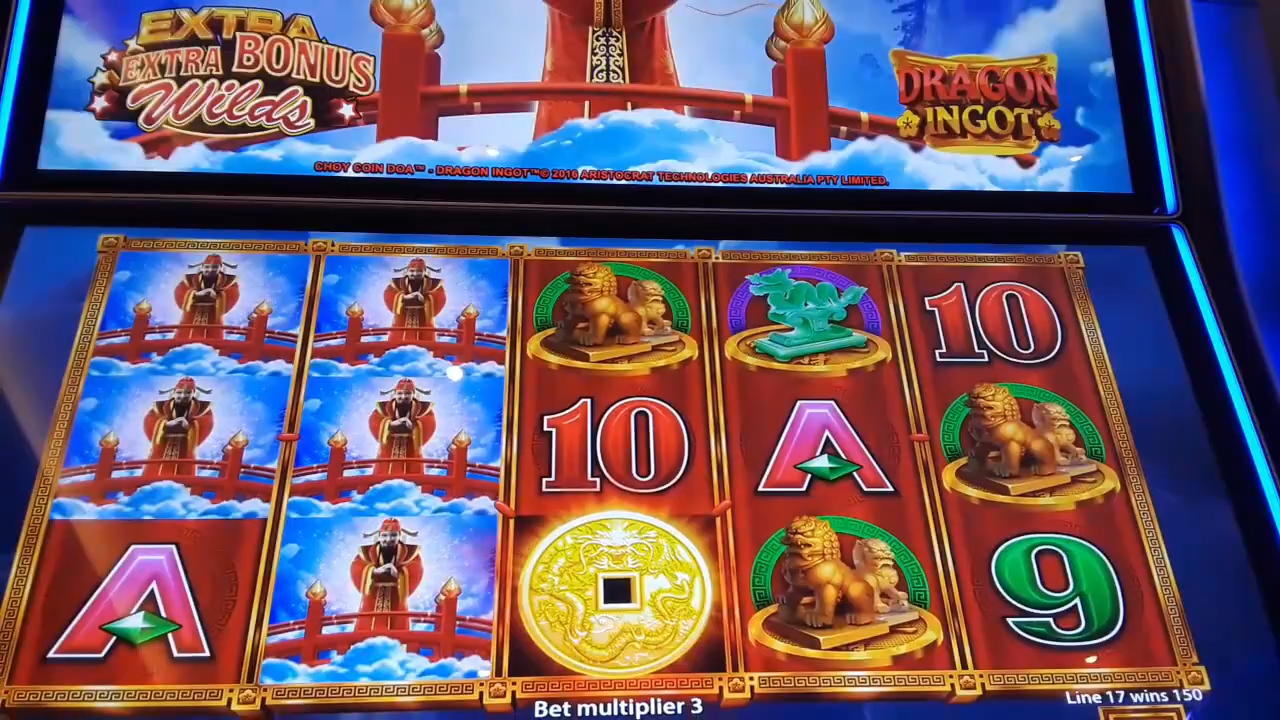 EXTRA
EXTRA BONUS
Wilds
DRAGON
INGOT
CHOY COIN DOA™ - DRAGON INGOT™© 2016 ARISTOCRAT TECHNOLOGIES AUSTRALIA PTY LIMITED.
10
10
A
A
9
Bet multiplier 3
Line 17 wins 150